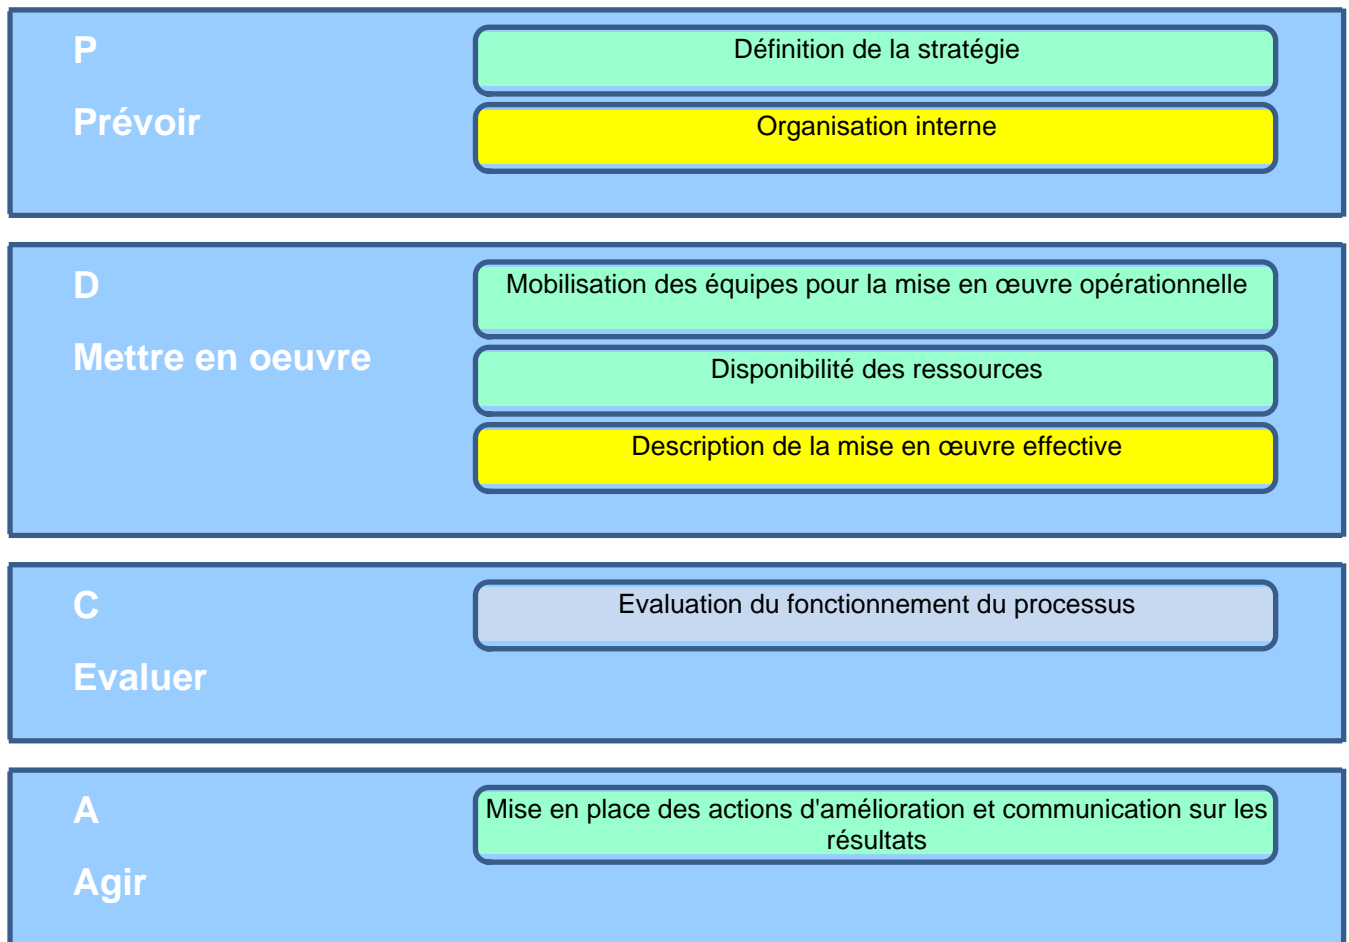 P
Prévoir
Définition de la stratégie
Organisation interne
D
Mettre en oeuvre
Mobilisation des équipes pour la mise en œuvre opérationnelle
Disponibilité des ressources
Description de la mise en œuvre effective
C
Evaluer
Evaluation du fonctionnement du processus
A
Agir
Mise en place des actions d'amélioration et communication sur les
résultats